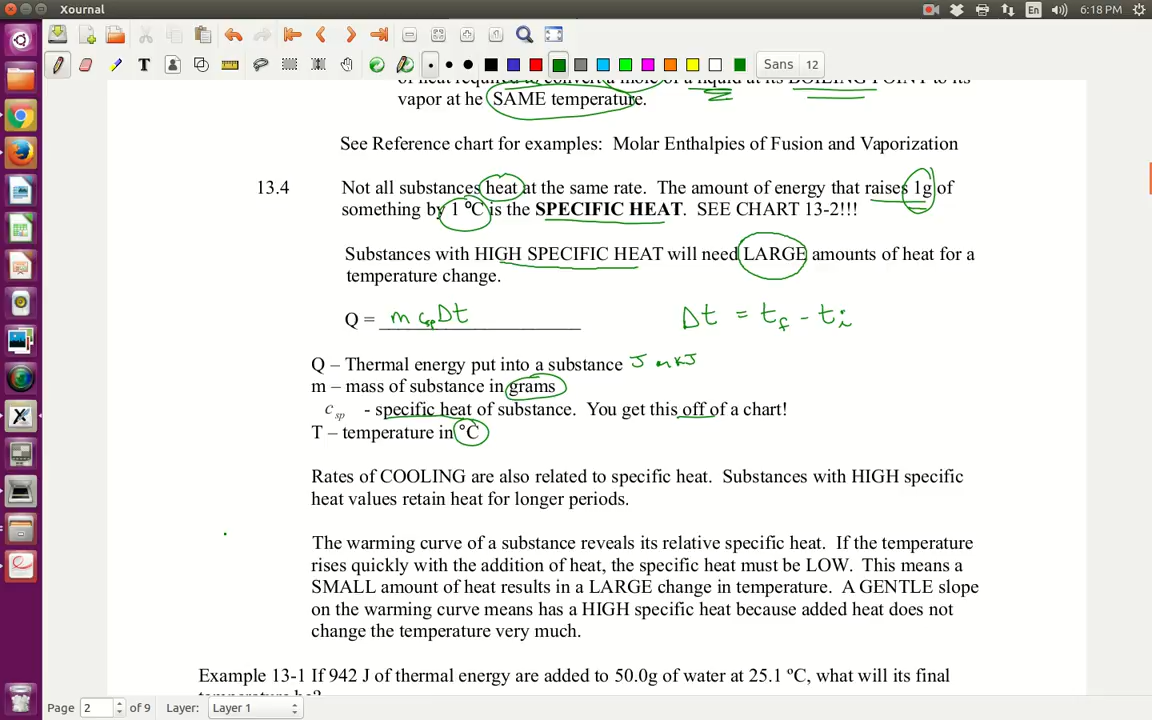 Xournal
En
6:18 PM
Sans 12
vapor at he SAME temperature.
See Reference chart for examples: Molar Enthalpies of Fusion and Vaporization
13.4 Not all substances heat at the same rate. The amount of energy that raises 1g of
something by 1 ºC is the SPECIFIC HEAT. SEE CHART 13-2!!!
Substances with HIGH SPECIFIC HEAT will need LARGE amounts of heat for a
temperature change.
Q = m csp Δt Δt = tf - ti
Q – Thermal energy put into a substance J or kJ
m – mass of substance in grams
c sp - specific heat of substance. You get this off of a chart!
T – temperature in °C
Rates of COOLING are also related to specific heat. Substances with HIGH specific
heat values retain heat for longer periods.
The warming curve of a substance reveals its relative specific heat. If the temperature
rises quickly with the addition of heat, the specific heat must be LOW. This means a
SMALL amount of heat results in a LARGE change in temperature. A GENTLE slope
on the warming curve means has a HIGH specific heat because added heat does not
change the temperature very much.
Example 13-1 If 942 J of thermal energy are added to 50.0g of water at 25.1 ºC, what will its final
Page 2 of 9 Layer: Layer 1